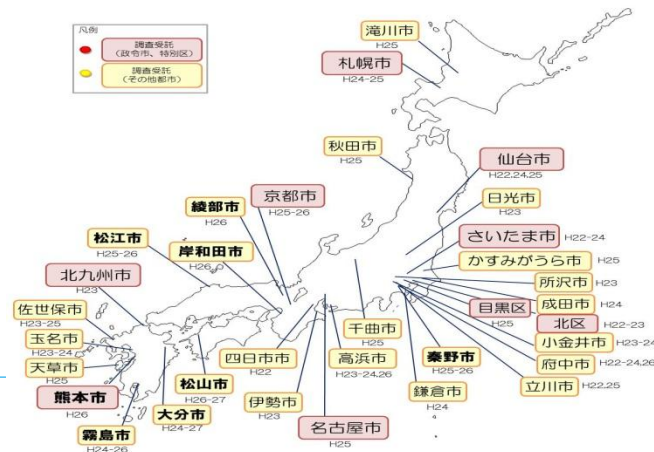 凡例
調査受託
(政令市、特別区)
調査受託
(その他都市)
滝川市
H25
札幌市
H24-25
秋田市
H25
仙台市
H22,24,25
京都市
H25-26
日光市
H23
綾部市
H26
松江市
H25-26
岸和田市
H26
さいたま市 H22-24
かすみがうら市 H25
北九州市
H23
所沢市 H23
佐世保市
H23-25
目黒区
H25
成田市 H24
北区 H22-23
玉名市
H23-24
千曲市
H25
小金井市 H23-24
天草市
H25
四日市市
H22
高浜市
H23-24,26
秦野市
H25-26
府中市 H22-24,26
熊本市
H26
松山市
H26-27
伊勢市
H23
鎌倉市
H24
立川市 H22,25
大分市
H24-27
霧島市
H24-26
名古屋市
H25